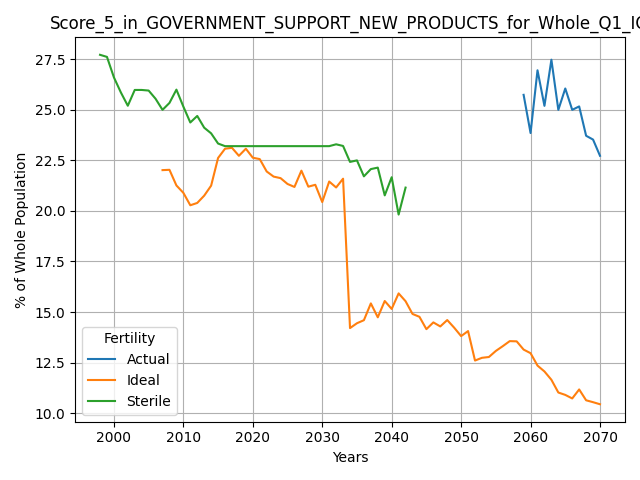 Score_5_in_GOVERNMENT_SUPPORT_NEW_PRODUCTS_for_Whole_Q1_IC
27.5
25.0
22.5
20.0
17.5
15.0
12.5
10.0
% of Whole Population
Fertility
Actual
Ideal
Sterile
2000 2010 2020 2030 2040 2050 2060 2070
Years